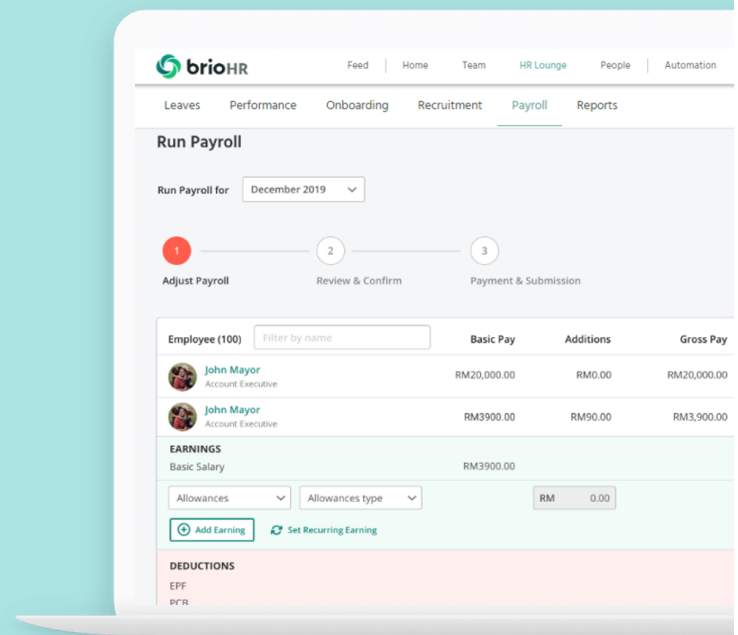 brioHR
Feed Home Team HR Lounge People Automation
Leaves Performance Onboarding Recruitment Payroll Reports
Run Payroll
Run Payroll for December 2019
1 2 3
Adjust Payroll Review & Confirm Payment & Submission
Employee (100) Filter by name Basic Pay Additions Gross Pay
John Mayor
Account Executive
RM20,000.00 RM0.00 RM20,000.00
John Mayor
Account Executive
RM3900.00 RM90.00 RM3,900.00
EARNINGS
Basic Salary RM3900.00
Allowances Allowances type RM 0.00
Add Earning Set Recurring Earning
DEDUCTIONS
EPF
PCB